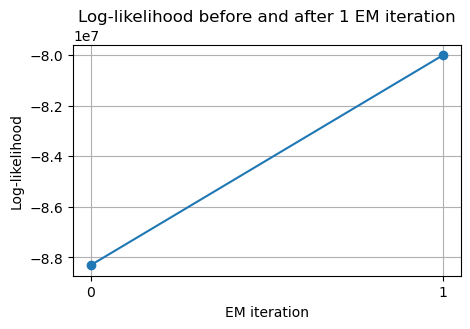 Log-likelihood before and after 1 EM iteration
1e7
−8.0
−8.2
−8.4
−8.6
−8.8
Log-likelihood
0 1
EM iteration